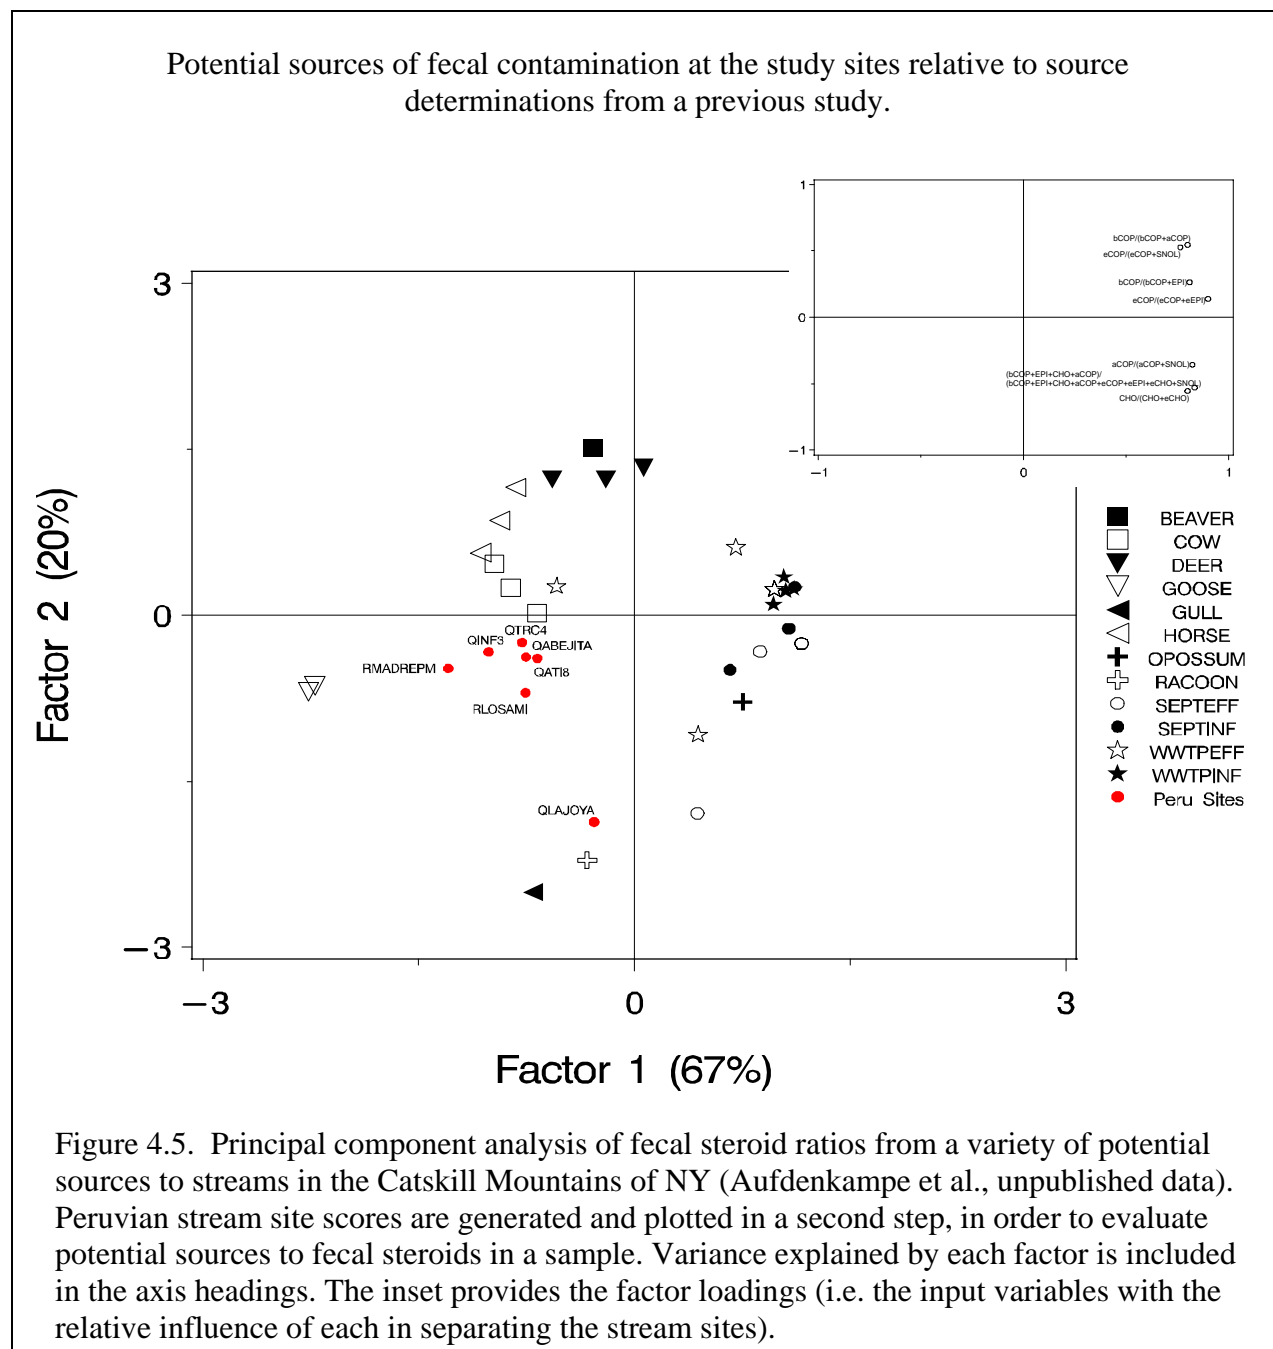 Potential sources of fecal contamination at the study sites relative to source
determinations from a previous study.
1
0
−1
−1
0
1
bCOP/(bCOP+aCOP)
eCOP/(eCOP+SNOL)
bCOP/(bCOP+EPI)
eCOP/(eCOP+eEPI)
aCOP/(aCOP+SNOL)
(bCOP+EPI+CHO+aCOP)/
(bCOP+EPI+CHO+aCOP+eCOP+eEPI+eCHO+SNOL)
CHO/(CHO+eCHO)
3
0
−3
Factor 2 (20%)
QTRC4
QINF3
QABEJITA
RMADREPM
QATI8
RLOSAMI
QLAJOYA
BEAVER
COW
DEER
GOOSE
GULL
HORSE
OPOSSUM
RACOON
SEPTEFF
SEPTINF
WWTPEFF
WWTPINF
Peru Sites
−3
0
3
Factor 1 (67%)
Figure 4.5. Principal component analysis of fecal steroid ratios from a variety of potential
sources to streams in the Catskill Mountains of NY (Aufdenkampe et al., unpublished data).
Peruvian stream site scores are generated and plotted in a second step, in order to evaluate
potential sources to fecal steroids in a sample. Variance explained by each factor is included
in the axis headings. The inset provides the factor loadings (i.e. the input variables with the
relative influence of each in separating the stream sites).